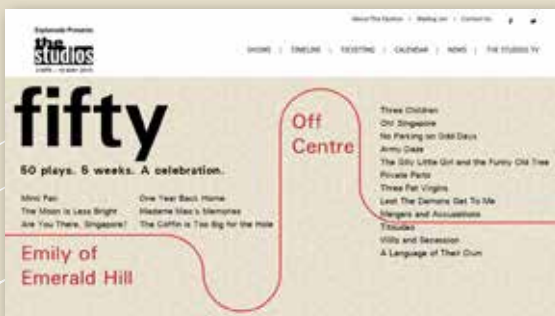 About The Studios | Mailing List | Contact Us
Esplanade Presents
the studios
SHOWS | TIMELINE | TICKETING | CALENDAR | NEWS | THE STUDIOS TV
fifty
50 plays. 5 weeks. A celebration.
Mimi Fan
The Moon Is Less Bright
Are You There, Singapore?
One Year Back Home
Madame Mao's Memories
The Coffin is Too Big for the Hole
Emily of
Emerald Hill
Off
Centre
Three Children
Oh! Singapore
No Parking on Odd Days
Army Daze
The Silly Little Girl and the Funny Old Tree
Private Parts
Three Fat Virgins
Lest The Demons Get To Me
Mergers and Accusations
Wills and Secession
A Language of Their Own